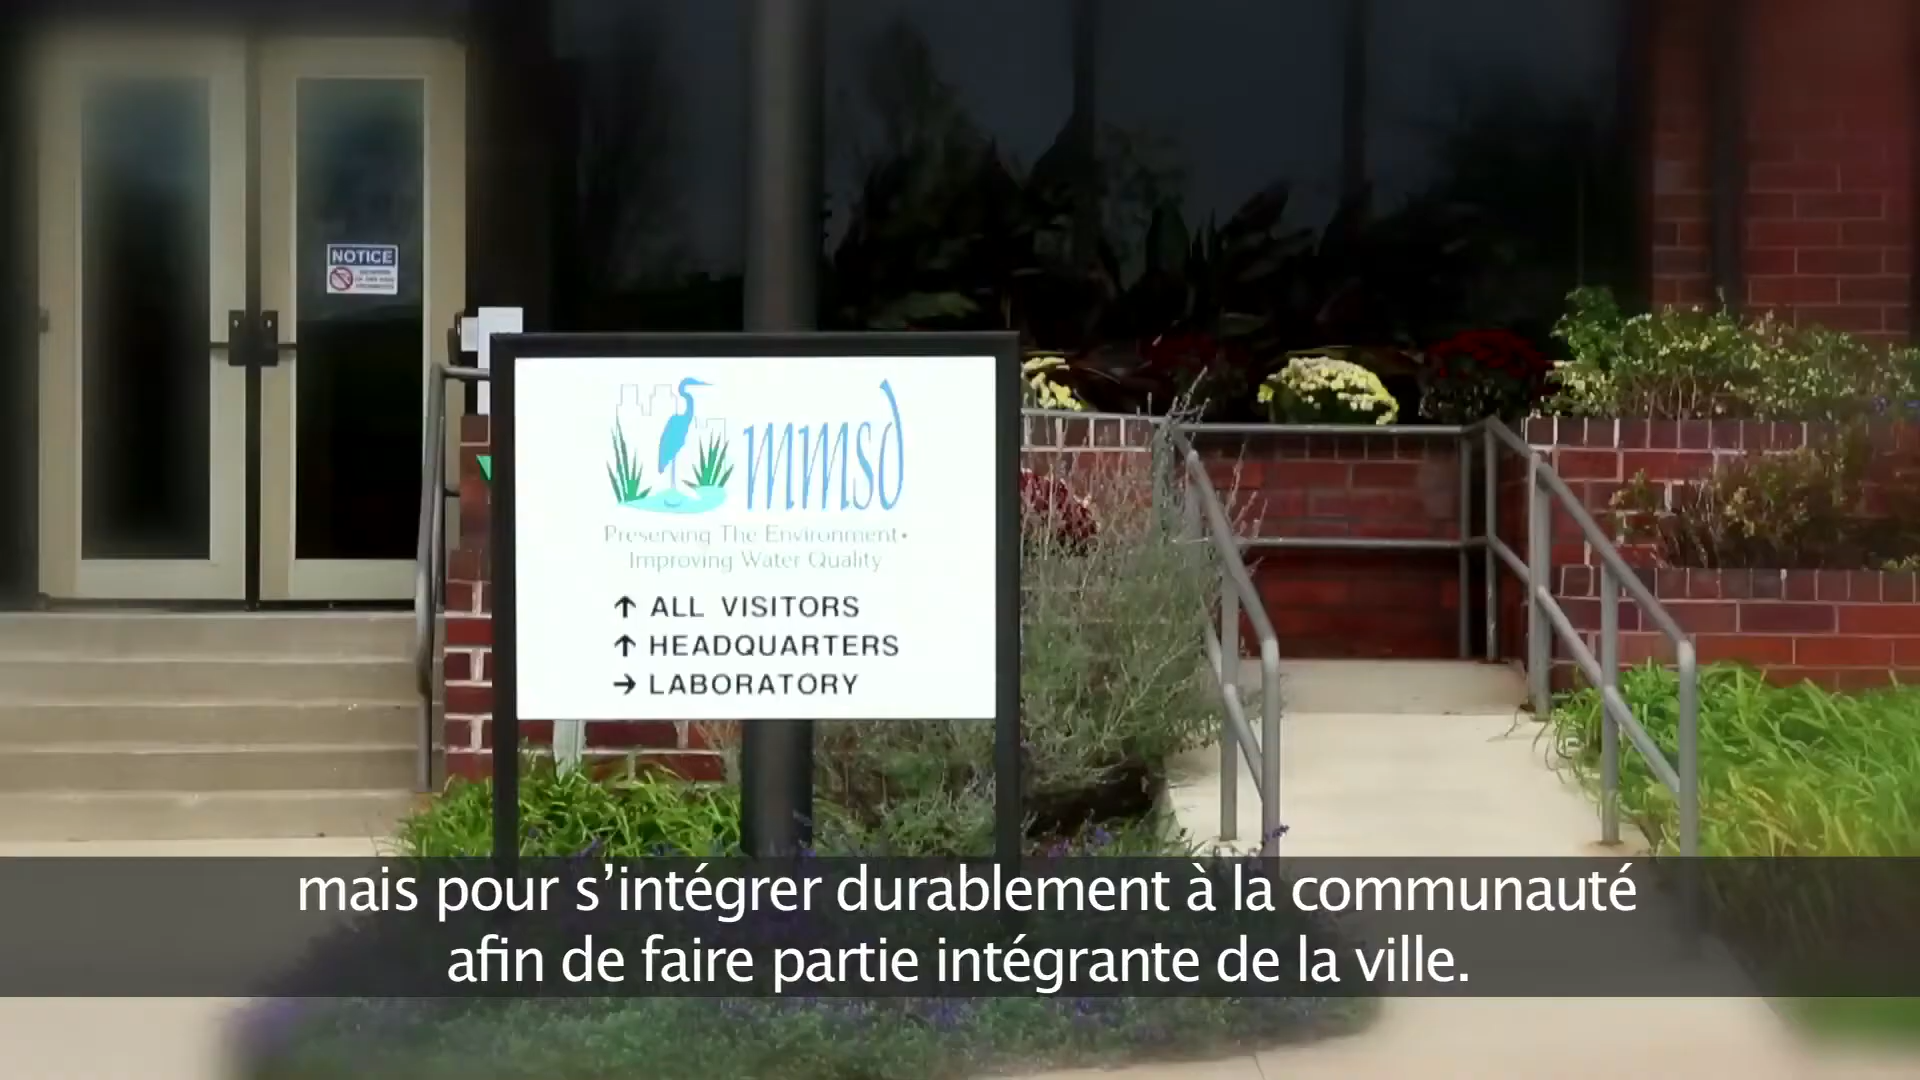 NOTICE
mmsd
Preserving The Environment•
Improving Water Quality
↑ ALL VISITORS
↑ HEADQUARTERS
→ LABORATORY
mais pour s’intégrer durablement à la communauté
afin de faire partie intégrante de la ville.